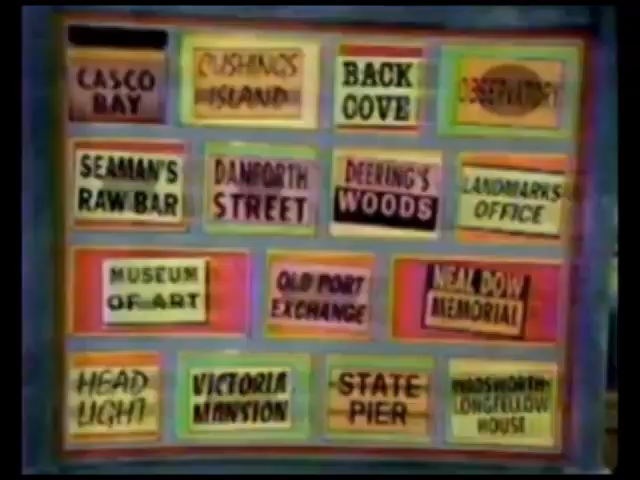 CASCO
BAY
CUSHINGS
ISLAND
BACK
COVE
OBSERVATORY
SEAMAN'S
RAW BAR
DANFORTH
STREET
DEERING'S
WOODS
LANDMARKS
OFFICE
MUSEUM
OF ART
OLD PORT
EXCHANGE
NEAL DOW
MEMORIAL
HEAD
LIGHT
VICTORIA
MANSION
STATE
PIER
WADSWORTH-
LONGFELLOW
HOUSE